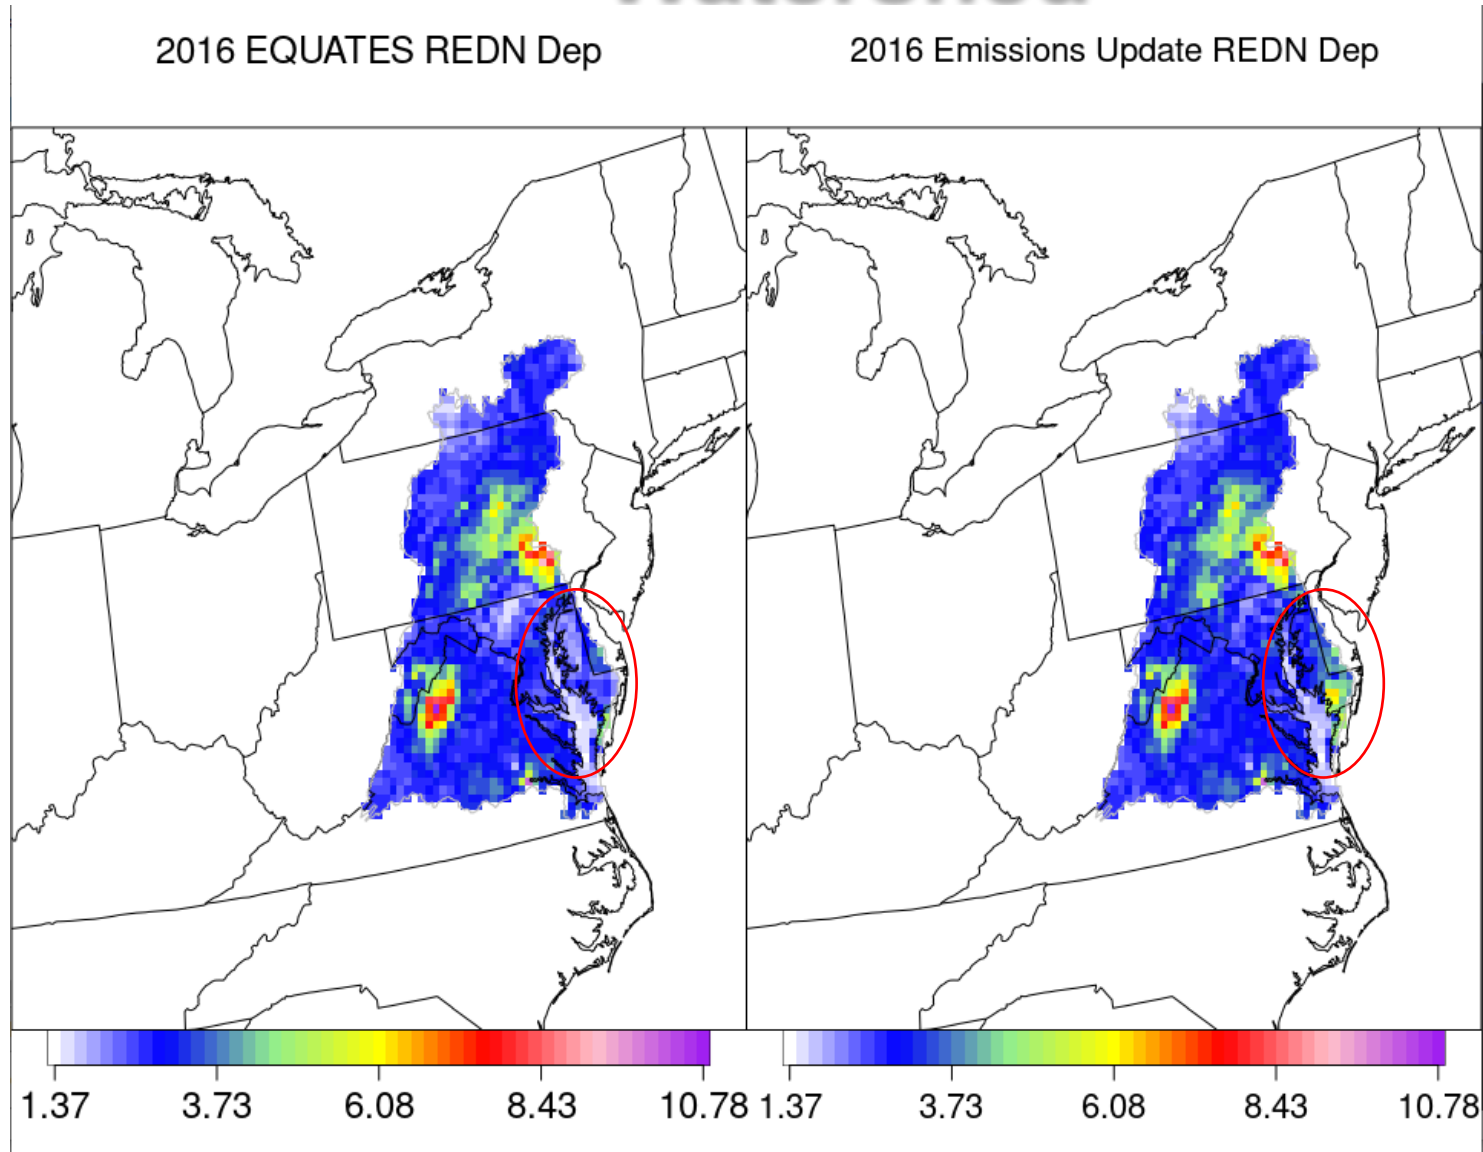 2016 EQUATES REDN Dep
2016 Emissions Update REDN Dep
1.37 3.73 6.08 8.43 10.78
1.37 3.73 6.08 8.43 10.78